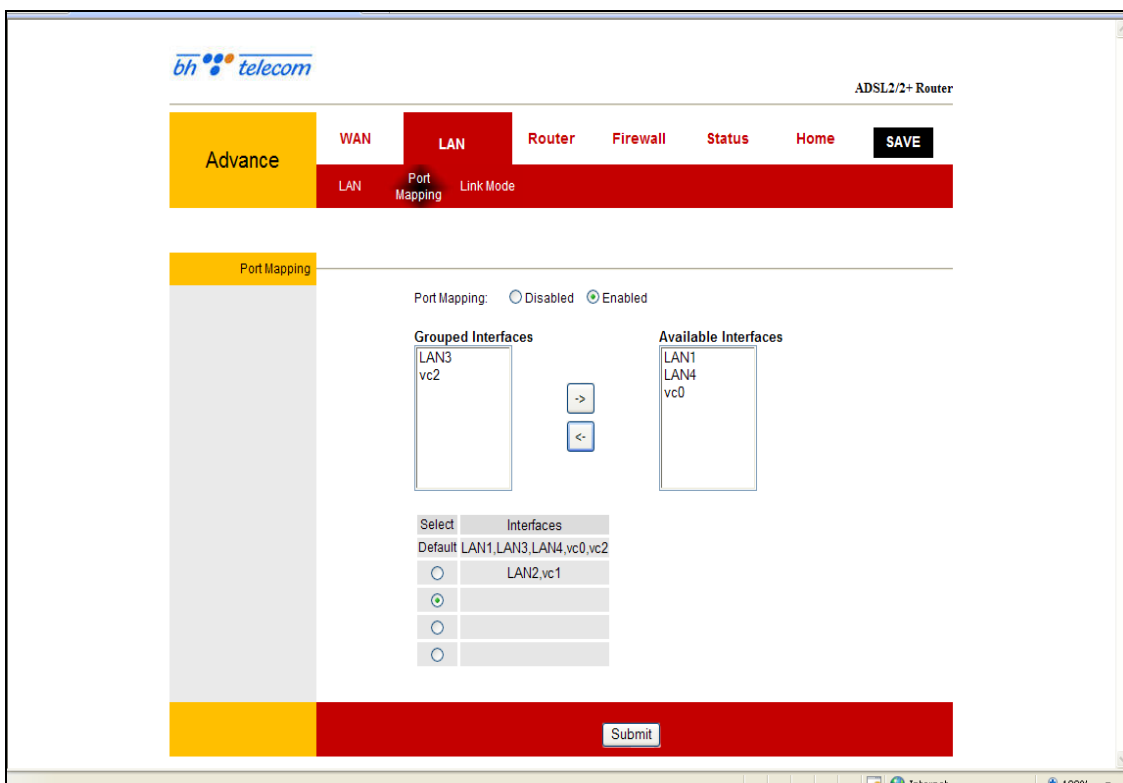 bh telecom
ADSL2/2+ Router
Advance
WAN LAN Router Firewall Status Home SAVE
LAN Port Mapping Link Mode
Port Mapping
Port Mapping: Disabled Enabled
Grouped Interfaces Available Interfaces
LAN3
vc2
LAN1
LAN4
vc0
->
<-
Select Interfaces
Default LAN1,LAN3,LAN4,vc0,vc2
LAN2,vc1
Submit